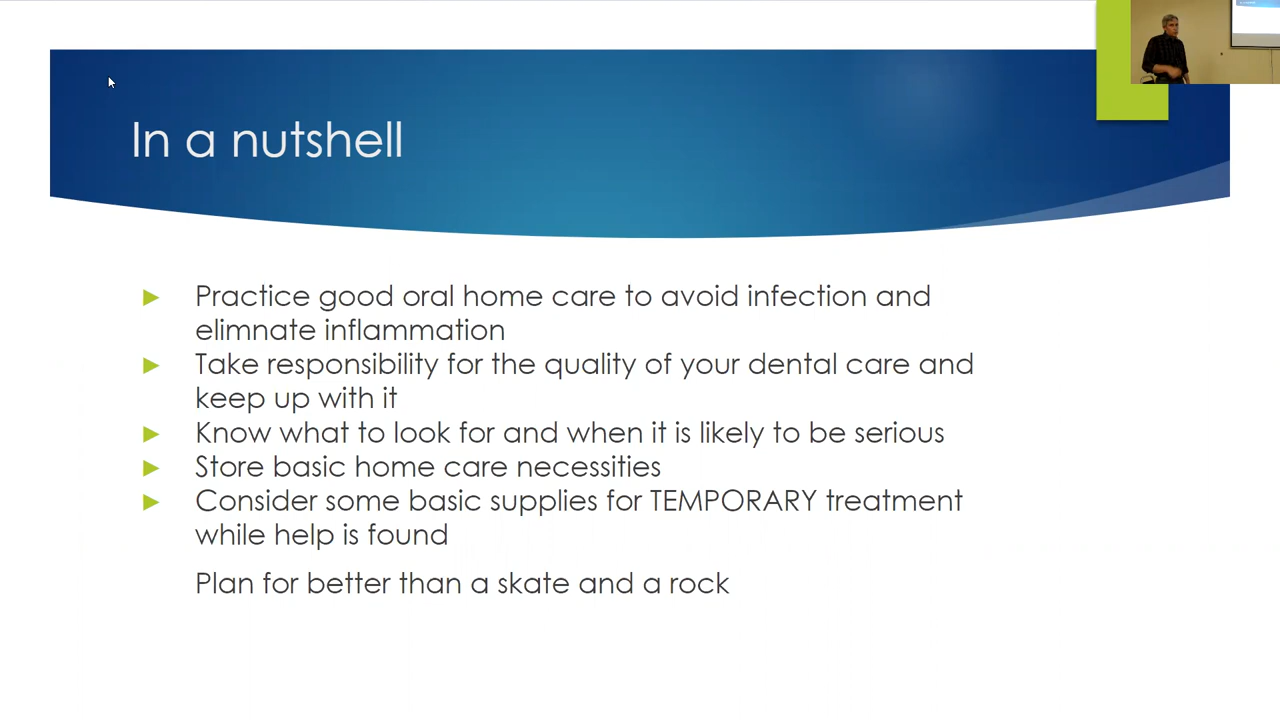 In a nutshell
Practice good oral home care to avoid infection and
elimnate inflammation
Take responsibility for the quality of your dental care and
keep up with it
Know what to look for and when it is likely to be serious
Store basic home care necessities
Consider some basic supplies for TEMPORARY treatment
while help is found
Plan for better than a skate and a rock